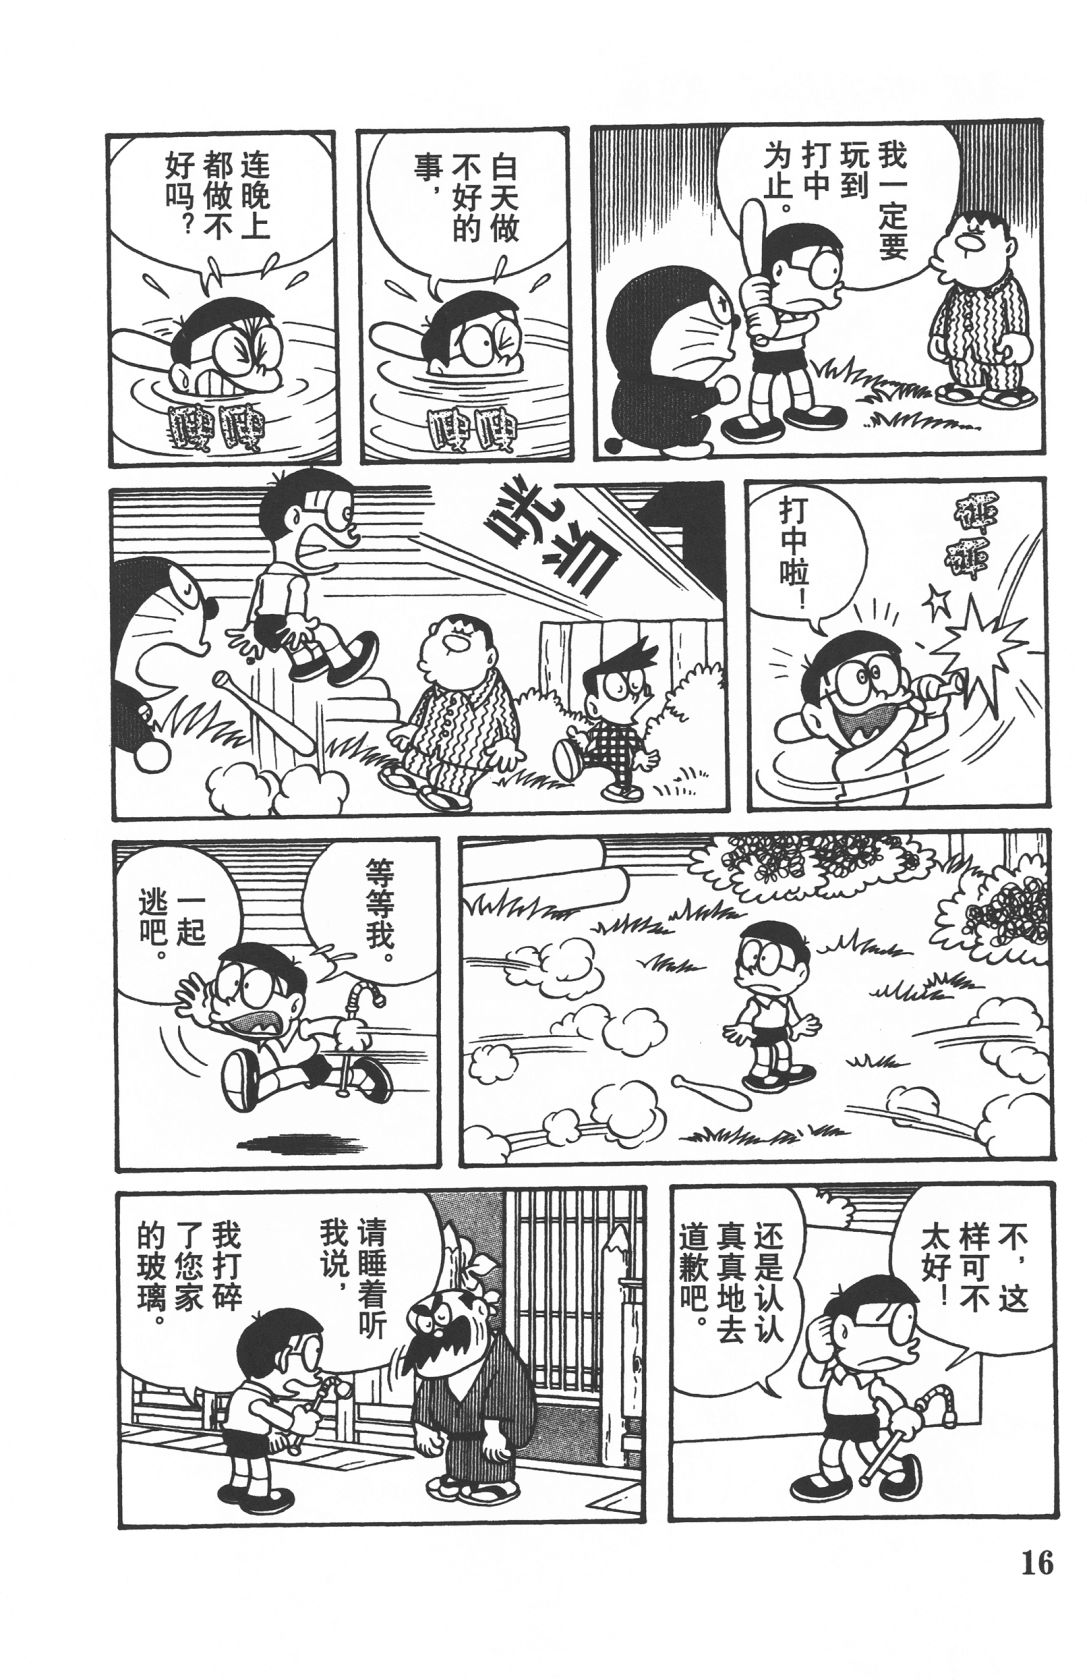 我一定要
玩到
打中
为止。
白天做
不好的
事，
嗖嗖
连晚上
都做不
好吗？
嗖嗖
打中啦！
砰砰
咣当
等等我。
一起
逃吧。
不，这
样可不
太好！
还是认认
真真地去
道歉吧。
请睡着听
我说，
我打碎
了您家
的玻璃。
16